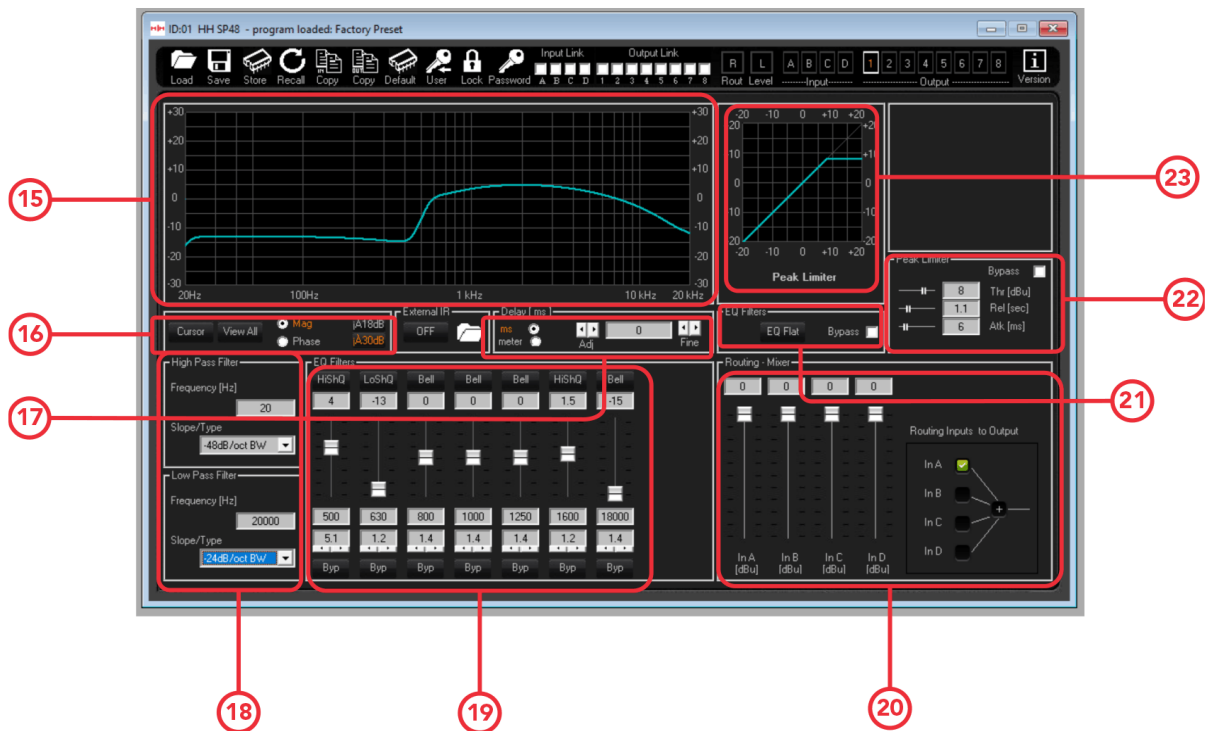 ID:01 HH SP48 - program loaded: Factory Preset
Load Save Store Recall Copy Copy Default User Lock Password
Input Link Output Link
A B C D 1 2 3 4 5 6 7 8
R L A B C D 1 2 3 4 5 6 7 8
Rout Level --------Input-------- ---------------- Output ----------------
Version
+30 +30
+20 +20
+10 +10
0 0
-10 -10
-20 -20
-30 -30
20Hz 100Hz 1 kHz 10 kHz 20 kHz
-20 -10 0 +10 +20
20 +20
10 +10
0 0
10 10
20 20
-20 -10 0 +10 +20
Peak Limiter
Peak Limiter
Bypass
8 Thr [dBu]
1.1 Rel [sec]
6 Atk [ms]
15
16
17
18
19
20
21
22
23
Cursor View All Mag ¡A18dB
Phase ¡A30dB
External IR
OFF
Delay [ ms ]
ms
meter
Adj
0
Fine
EQ Filters
EQ Flat Bypass
High Pass Filter
Frequency [Hz]
20
Slope/Type
-48dB/oct BW
Low Pass Filter
Frequency [Hz]
20000
Slope/Type
-24dB/oct BW
EQ Filters
HiShQ LoShQ Bell Bell Bell HiShQ Bell
4 -13 0 0 0 1.5 -15
500 630 800 1000 1250 1600 18000
5.1 1.2 1.4 1.4 1.4 1.2 1.4
Byp Byp Byp Byp Byp Byp Byp
Routing - Mixer
0 0 0 0
In A In B In C In D
[dBu] [dBu] [dBu] [dBu]
Routing Inputs to Output
In A
In B
In C
In D
+